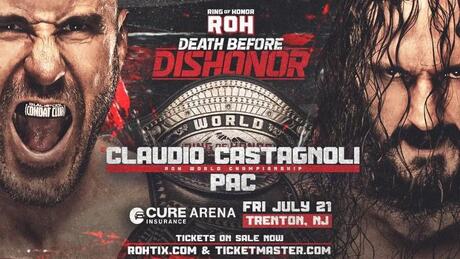 RING OF HONOR
ROH
DEATH BEFORE
DISHONOR
COMBAT CLUB
WORLD
CLAUDIO CASTAGNOLI
ROH WORLD CHAMPIONSHIP
PAC
CURE ARENA
INSURANCE
FRI JULY 21
TRENTON, NJ
TICKETS ON SALE NOW
ROHTIX.COM & TICKETMASTER.COM